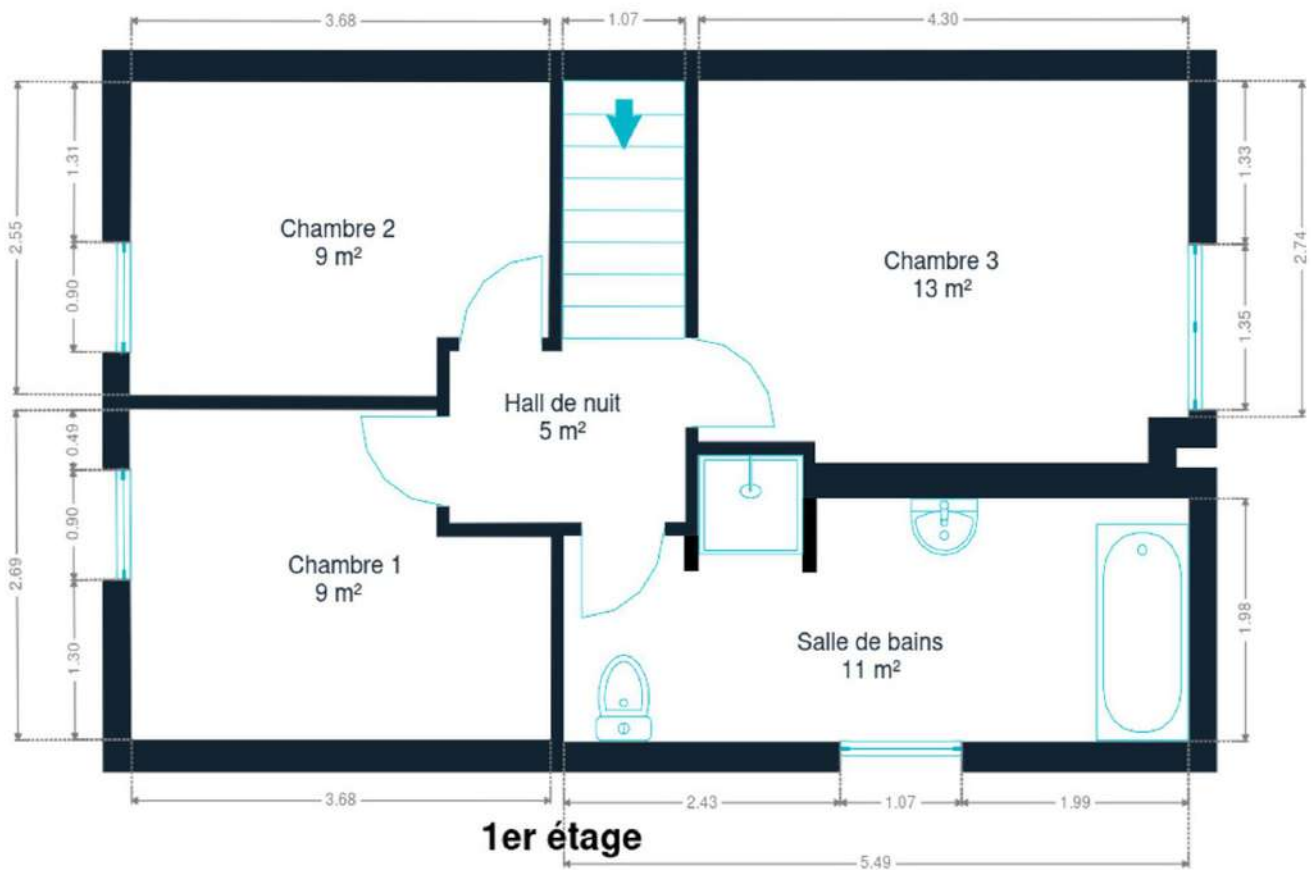 3.68
1.07
4.30
2.55
1.31
0.90
Chambre 2
9 m²
Chambre 3
13 m²
1.33
1.35
2.74
Hall de nuit
5 m²
2.69
0.49
0.90
1.30
Chambre 1
9 m²
Salle de bains
11 m²
1.98
3.68
2.43
1.07
1.99
1er étage
5.49